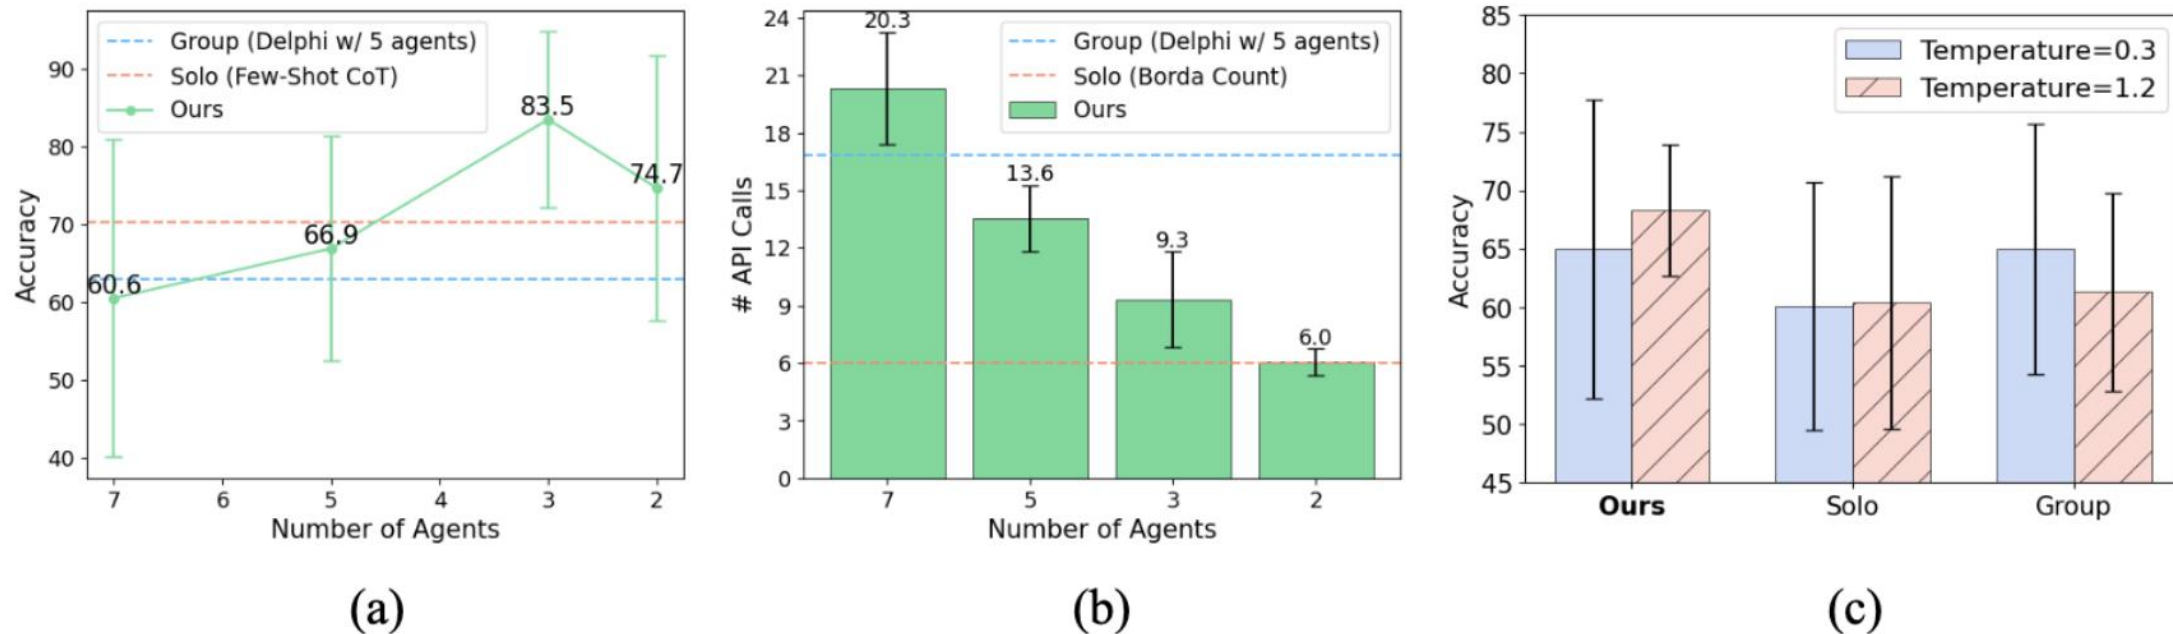 Group (Delphi w/ 5 agents)
Solo (Few-Shot CoT)
Ours
90
80
70
60
50
40
Accuracy
60.6
66.9
83.5
74.7
7 6 5 4 3 2
Number of Agents
(a)
Group (Delphi w/ 5 agents)
Solo (Borda Count)
Ours
24
21
18
15
12
9
6
3
0
# API Calls
20.3
13.6
9.3
6.0
7 5 3 2
Number of Agents
(b)
Temperature=0.3
Temperature=1.2
85
80
75
70
65
60
55
50
45
Accuracy
Ours Solo Group
(c)